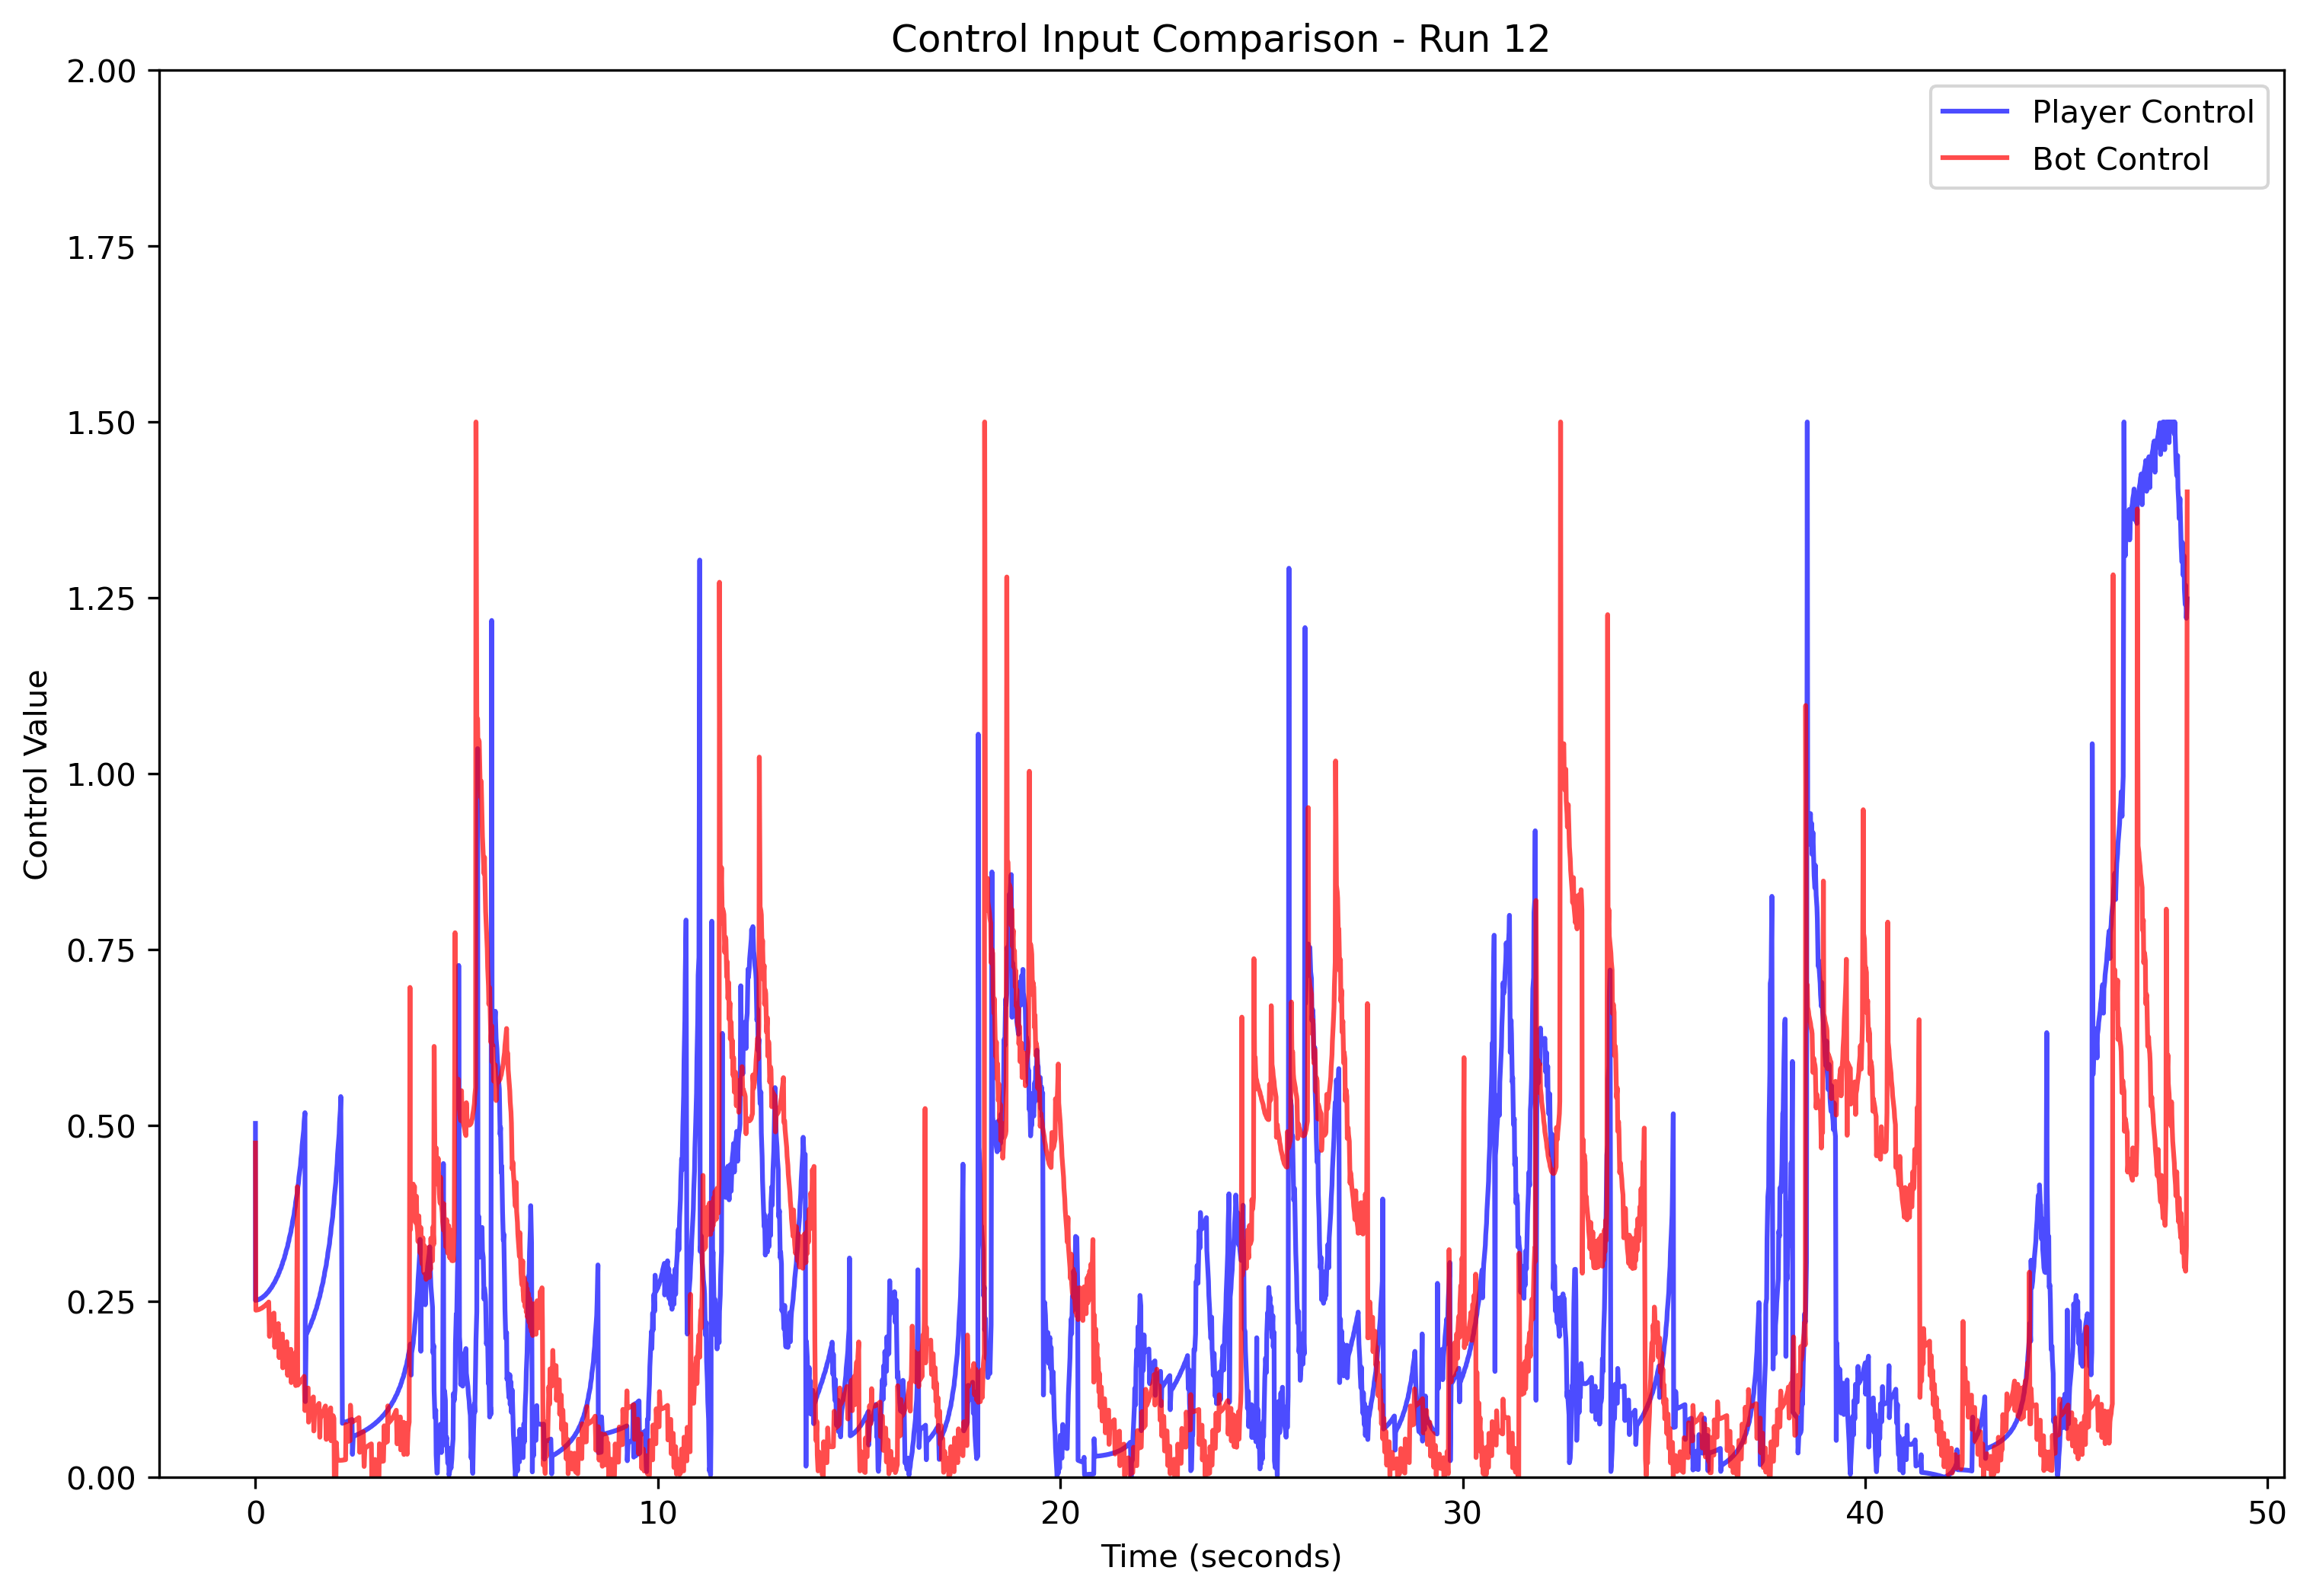 Control Input Comparison - Run 12
Player Control
Bot Control
2.00
1.75
1.50
1.25
1.00
0.75
0.50
0.25
0.00
Control Value
0 10 20 30 40 50
Time (seconds)